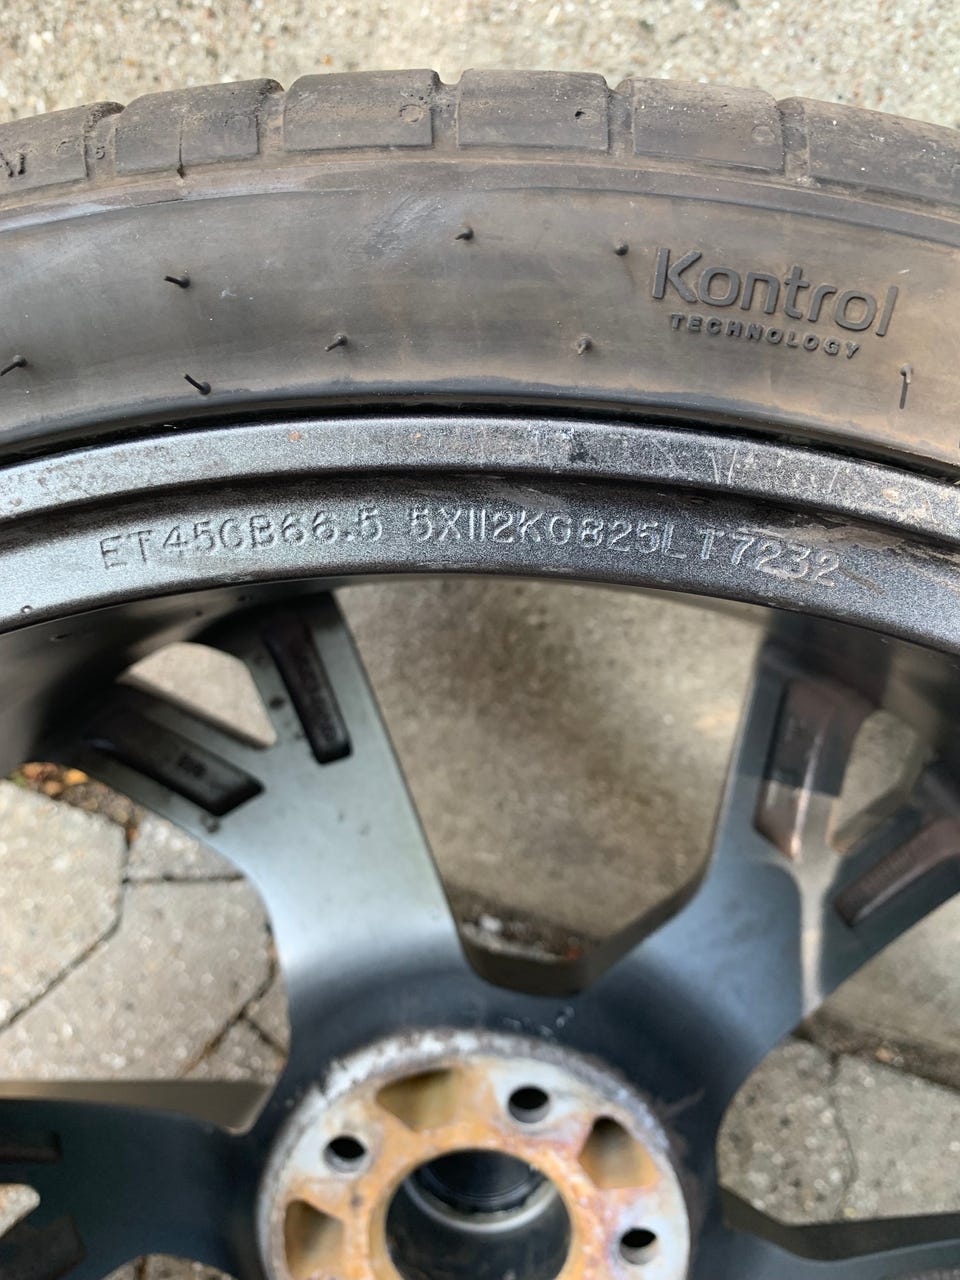 Kontrol
TECHNOLOGY
ET45CB66.5 5X112KG825LT7232